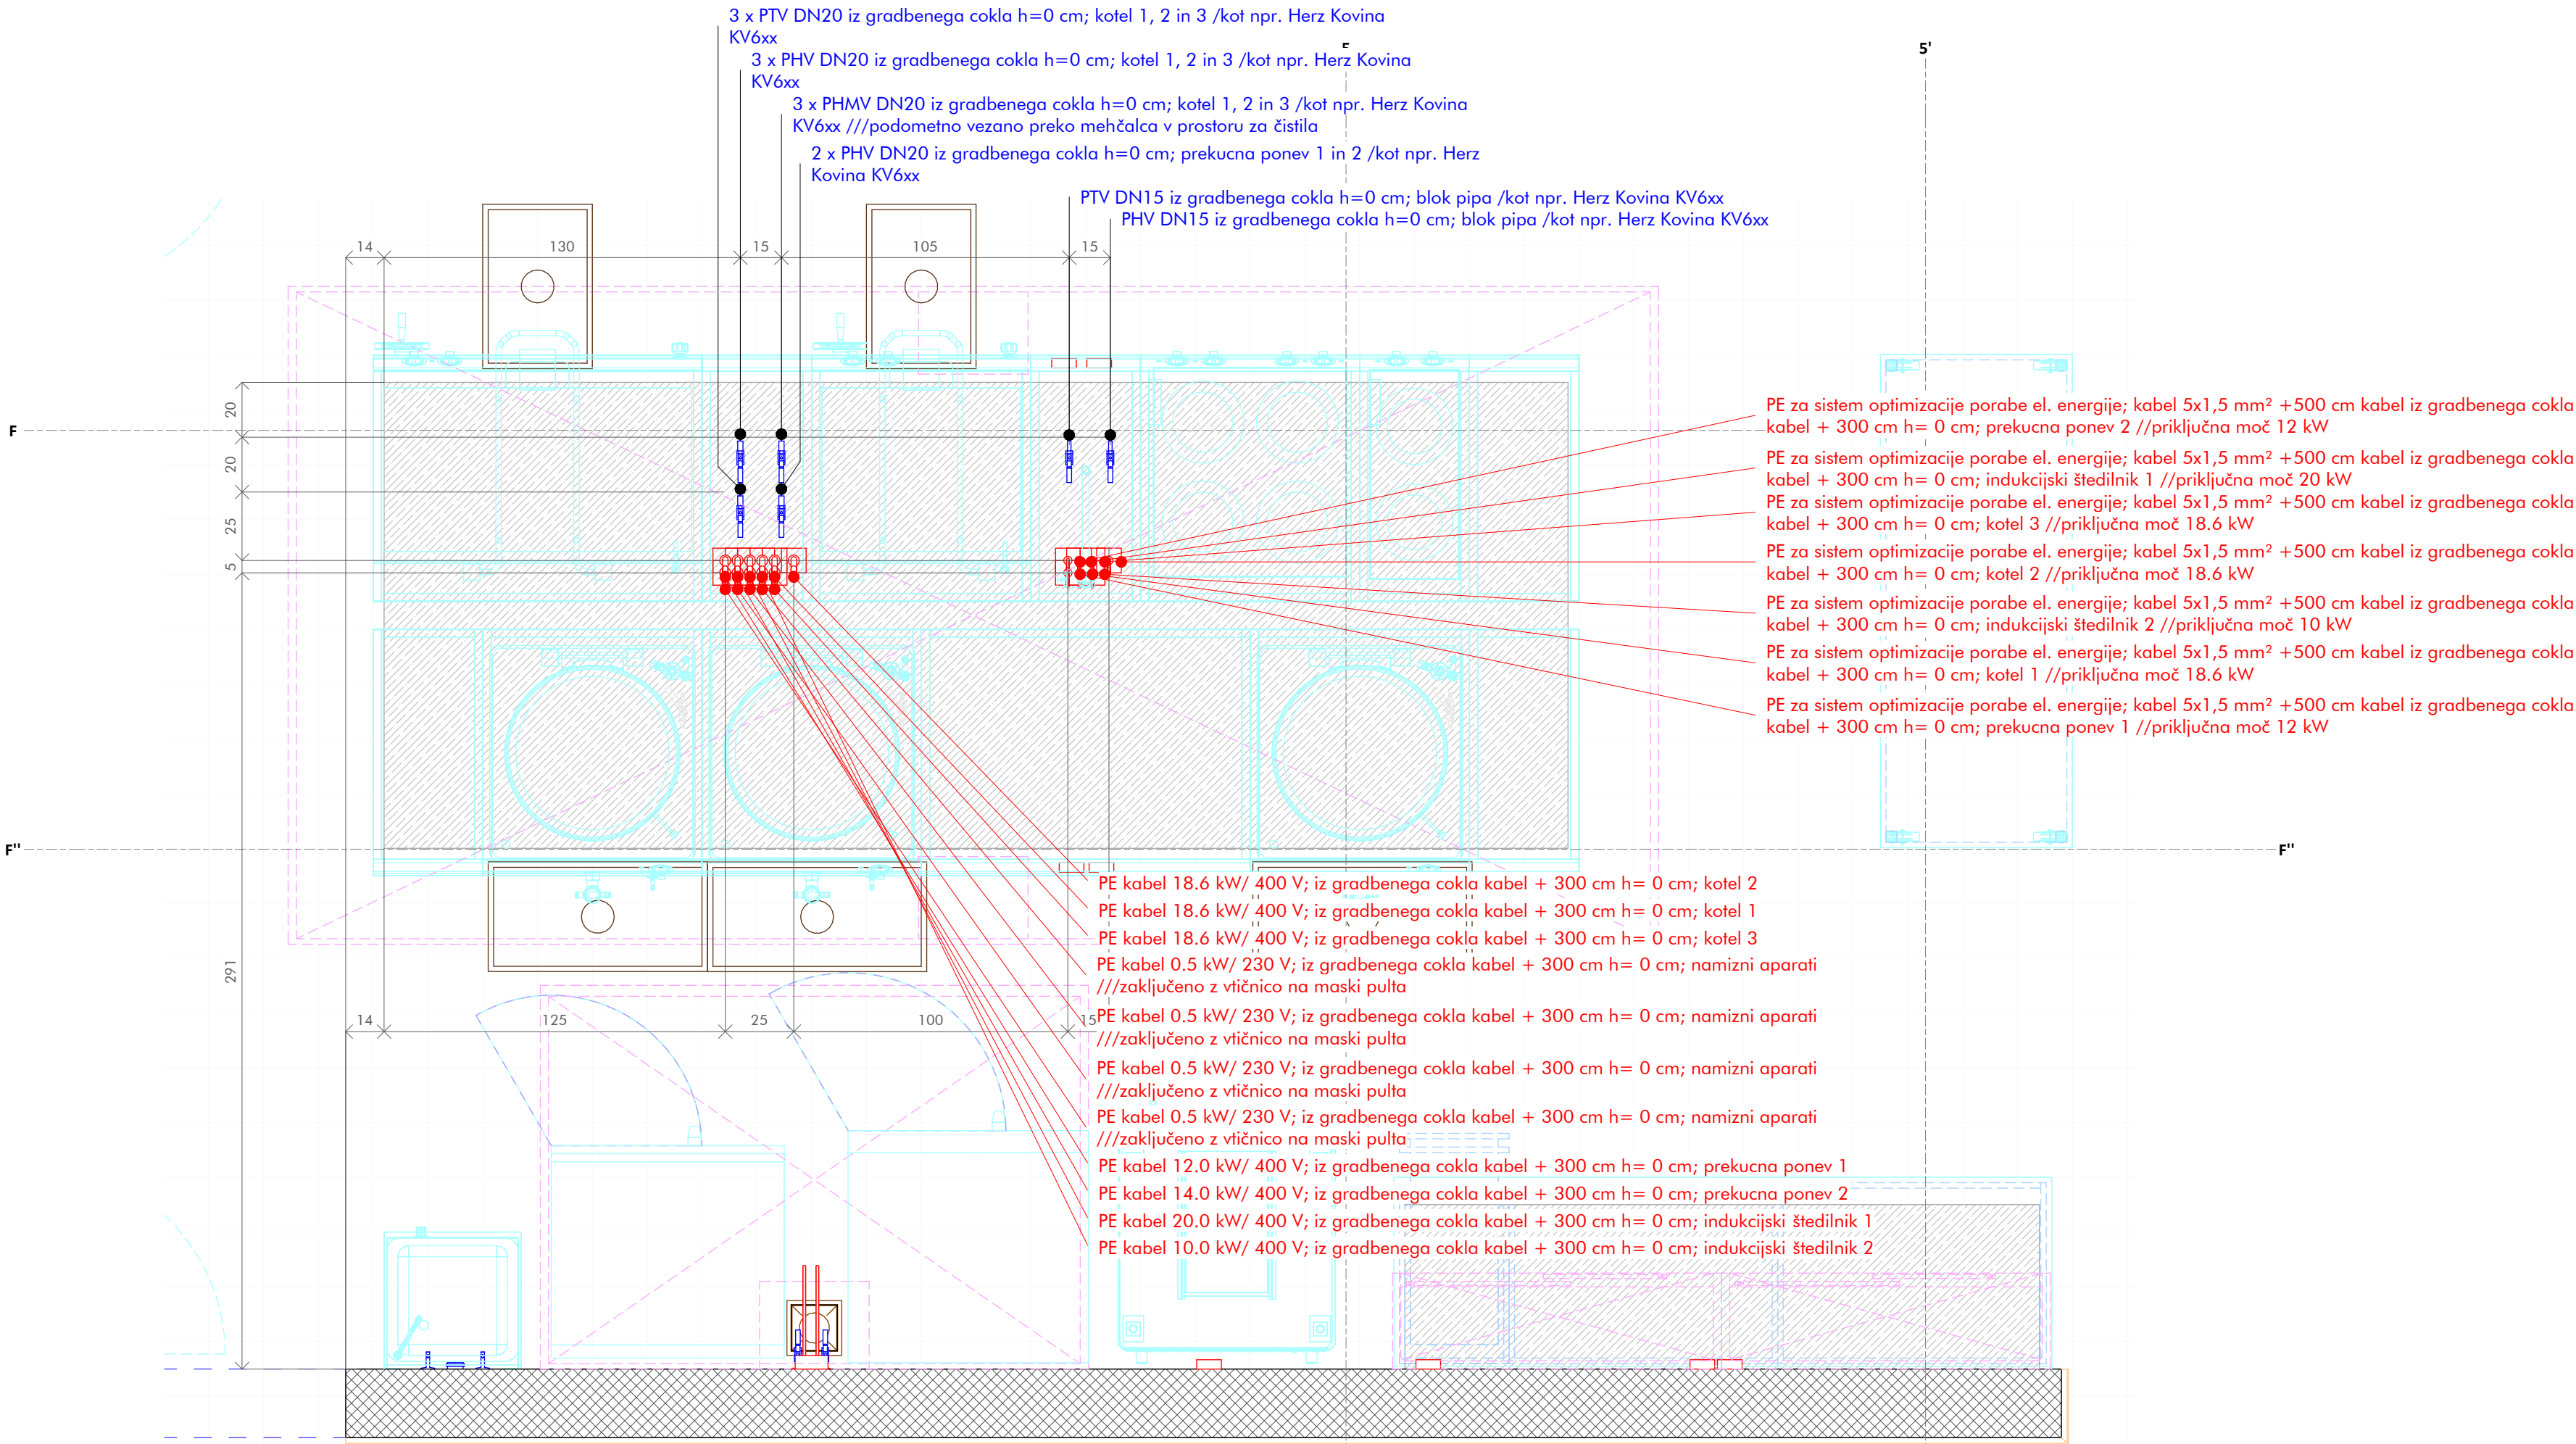 3 x PTV DN20 iz gradbenega cokla h=0 cm; kotel 1, 2 in 3 /kot npr. Herz Kovina
KV6xx
3 x PHV DN20 iz gradbenega cokla h=0 cm; kotel 1, 2 in 3 /kot npr. Herz Kovina
KV6xx
3 x PHMV DN20 iz gradbenega cokla h=0 cm; kotel 1, 2 in 3 /kot npr. Herz Kovina
KV6xx ///podometno vezano preko mehčalca v prostoru za čistila
2 x PHV DN20 iz gradbenega cokla h=0 cm; prekucna ponev 1 in 2 /kot npr. Herz
Kovina KV6xx
PTV DN15 iz gradbenega cokla h=0 cm; blok pipa /kot npr. Herz Kovina KV6xx
PHV DN15 iz gradbenega cokla h=0 cm; blok pipa /kot npr. Herz Kovina KV6xx
5'
14 130 15 105 15
20
20
25
5
291
F
PE za sistem optimizacije porabe el. energije; kabel 5x1,5 mm² +500 cm kabel iz gradbenega cokla
kabel + 300 cm h= 0 cm; prekucna ponev 2 //priključna moč 12 kW
PE za sistem optimizacije porabe el. energije; kabel 5x1,5 mm² +500 cm kabel iz gradbenega cokla
kabel + 300 cm h= 0 cm; indukcijski štedilnik 1 //priključna moč 20 kW
PE za sistem optimizacije porabe el. energije; kabel 5x1,5 mm² +500 cm kabel iz gradbenega cokla
kabel + 300 cm h= 0 cm; kotel 3 //priključna moč 18.6 kW
PE za sistem optimizacije porabe el. energije; kabel 5x1,5 mm² +500 cm kabel iz gradbenega cokla
kabel + 300 cm h= 0 cm; kotel 2 //priključna moč 18.6 kW
PE za sistem optimizacije porabe el. energije; kabel 5x1,5 mm² +500 cm kabel iz gradbenega cokla
kabel + 300 cm h= 0 cm; indukcijski štedilnik 2 //priključna moč 10 kW
PE za sistem optimizacije porabe el. energije; kabel 5x1,5 mm² +500 cm kabel iz gradbenega cokla
kabel + 300 cm h= 0 cm; kotel 1 //priključna moč 18.6 kW
PE za sistem optimizacije porabe el. energije; kabel 5x1,5 mm² +500 cm kabel iz gradbenega cokla
kabel + 300 cm h= 0 cm; prekucna ponev 1 //priključna moč 12 kW
F'' F''
PE kabel 18.6 kW/ 400 V; iz gradbenega cokla kabel + 300 cm h= 0 cm; kotel 2
PE kabel 18.6 kW/ 400 V; iz gradbenega cokla kabel + 300 cm h= 0 cm; kotel 1
PE kabel 18.6 kW/ 400 V; iz gradbenega cokla kabel + 300 cm h= 0 cm; kotel 3
PE kabel 0.5 kW/ 230 V; iz gradbenega cokla kabel + 300 cm h= 0 cm; namizni aparati
///zaključeno z vtičnico na maski pulta
PE kabel 0.5 kW/ 230 V; iz gradbenega cokla kabel + 300 cm h= 0 cm; namizni aparati
///zaključeno z vtičnico na maski pulta
PE kabel 0.5 kW/ 230 V; iz gradbenega cokla kabel + 300 cm h= 0 cm; namizni aparati
///zaključeno z vtičnico na maski pulta
PE kabel 0.5 kW/ 230 V; iz gradbenega cokla kabel + 300 cm h= 0 cm; namizni aparati
///zaključeno z vtičnico na maski pulta
PE kabel 12.0 kW/ 400 V; iz gradbenega cokla kabel + 300 cm h= 0 cm; prekucna ponev 1
PE kabel 14.0 kW/ 400 V; iz gradbenega cokla kabel + 300 cm h= 0 cm; prekucna ponev 2
PE kabel 20.0 kW/ 400 V; iz gradbenega cokla kabel + 300 cm h= 0 cm; indukcijski štedilnik 1
PE kabel 10.0 kW/ 400 V; iz gradbenega cokla kabel + 300 cm h= 0 cm; indukcijski štedilnik 2
14 125 25 100 15